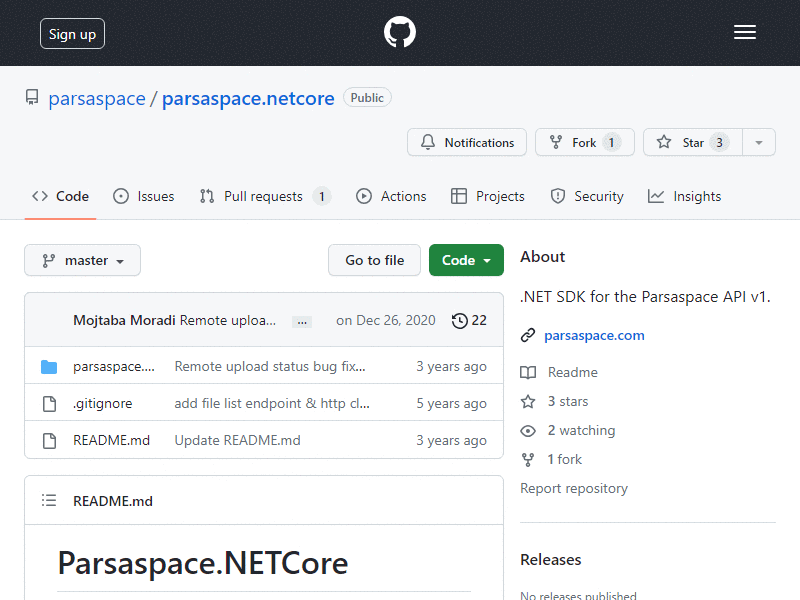 Sign up
parsaspace / parsaspace.netcore Public
Notifications Fork 1 Star 3
Code Issues Pull requests 1 Actions Projects Security Insights
master Go to file Code
Mojtaba Moradi Remote uploa... ... on Dec 26, 2020 22
parsaspace.... Remote upload status bug fix... 3 years ago
.gitignore add file list endpoint & http cl... 5 years ago
README.md Update README.md 3 years ago
README.md
Parsaspace.NETCore
About
.NET SDK for the Parsaspace API v1.
parsaspace.com
Readme
3 stars
2 watching
1 fork
Report repository
Releases
No releases published